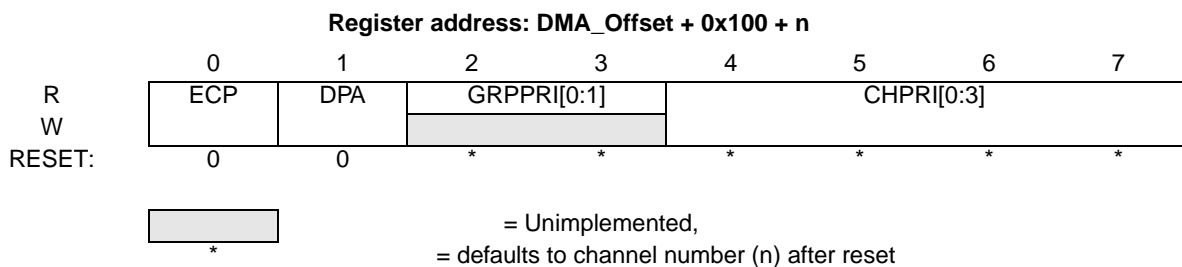 Register address: DMA_Offset + 0x100 + n
0 1 2 3 4 5 6 7
R ECP DPA GRPPRI[0:1] CHPRI[0:3]
W
RESET: 0 0 * * * * * *
= Unimplemented,
* = defaults to channel number (n) after reset